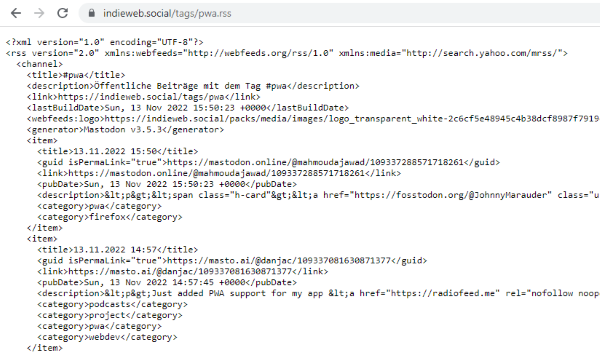 indieweb.social/tags/pwa.rss
<?xml version="1.0" encoding="UTF-8"?>
<rss version="2.0" xmlns:webfeeds="http://webfeeds.org/rss/1.0" xmlns:media="http://search.yahoo.com/mrss/">
<channel>
<title>#pwa</title>
<description>Öffentliche Beiträge mit dem Tag #pwa</description>
<link>https://indieweb.social/tags/pwa</link>
<lastBuildDate>Sun, 13 Nov 2022 15:50:23 +0000</lastBuildDate>
<webfeeds:logo>https://indieweb.social/packs/media/images/logo_transparent_white-2c6cf5e48945c4b38dcf8987f7919
<generator>Mastodon v3.5.3</generator>
<item>
<title>13.11.2022 15:50</title>
<guid isPermaLink="true">https://mastodon.online/@mahmoudajawad/109337288571718261</guid>
<link>https://mastodon.online/@mahmoudajawad/109337288571718261</link>
<pubDate>Sun, 13 Nov 2022 15:50:23 +0000</pubDate>
<description>&lt;p&gt;&lt;span class="h-card"&gt;&lt;a href="https://fosstodon.org/@JohnnyMarauder" class="u
<category>pwa</category>
<category>firefox</category>
</item>
<item>
<title>13.11.2022 14:57</title>
<guid isPermaLink="true">https://masto.ai/@danjac/109337081630871377</guid>
<link>https://masto.ai/@danjac/109337081630871377</link>
<pubDate>Sun, 13 Nov 2022 14:57:45 +0000</pubDate>
<description>&lt;p&gt;Just added PWA support for my app &lt;a href="https://radiofeed.me" rel="nofollow noop
<category>podcasts</category>
<category>project</category>
<category>pwa</category>
<category>webdev</category>
</item>